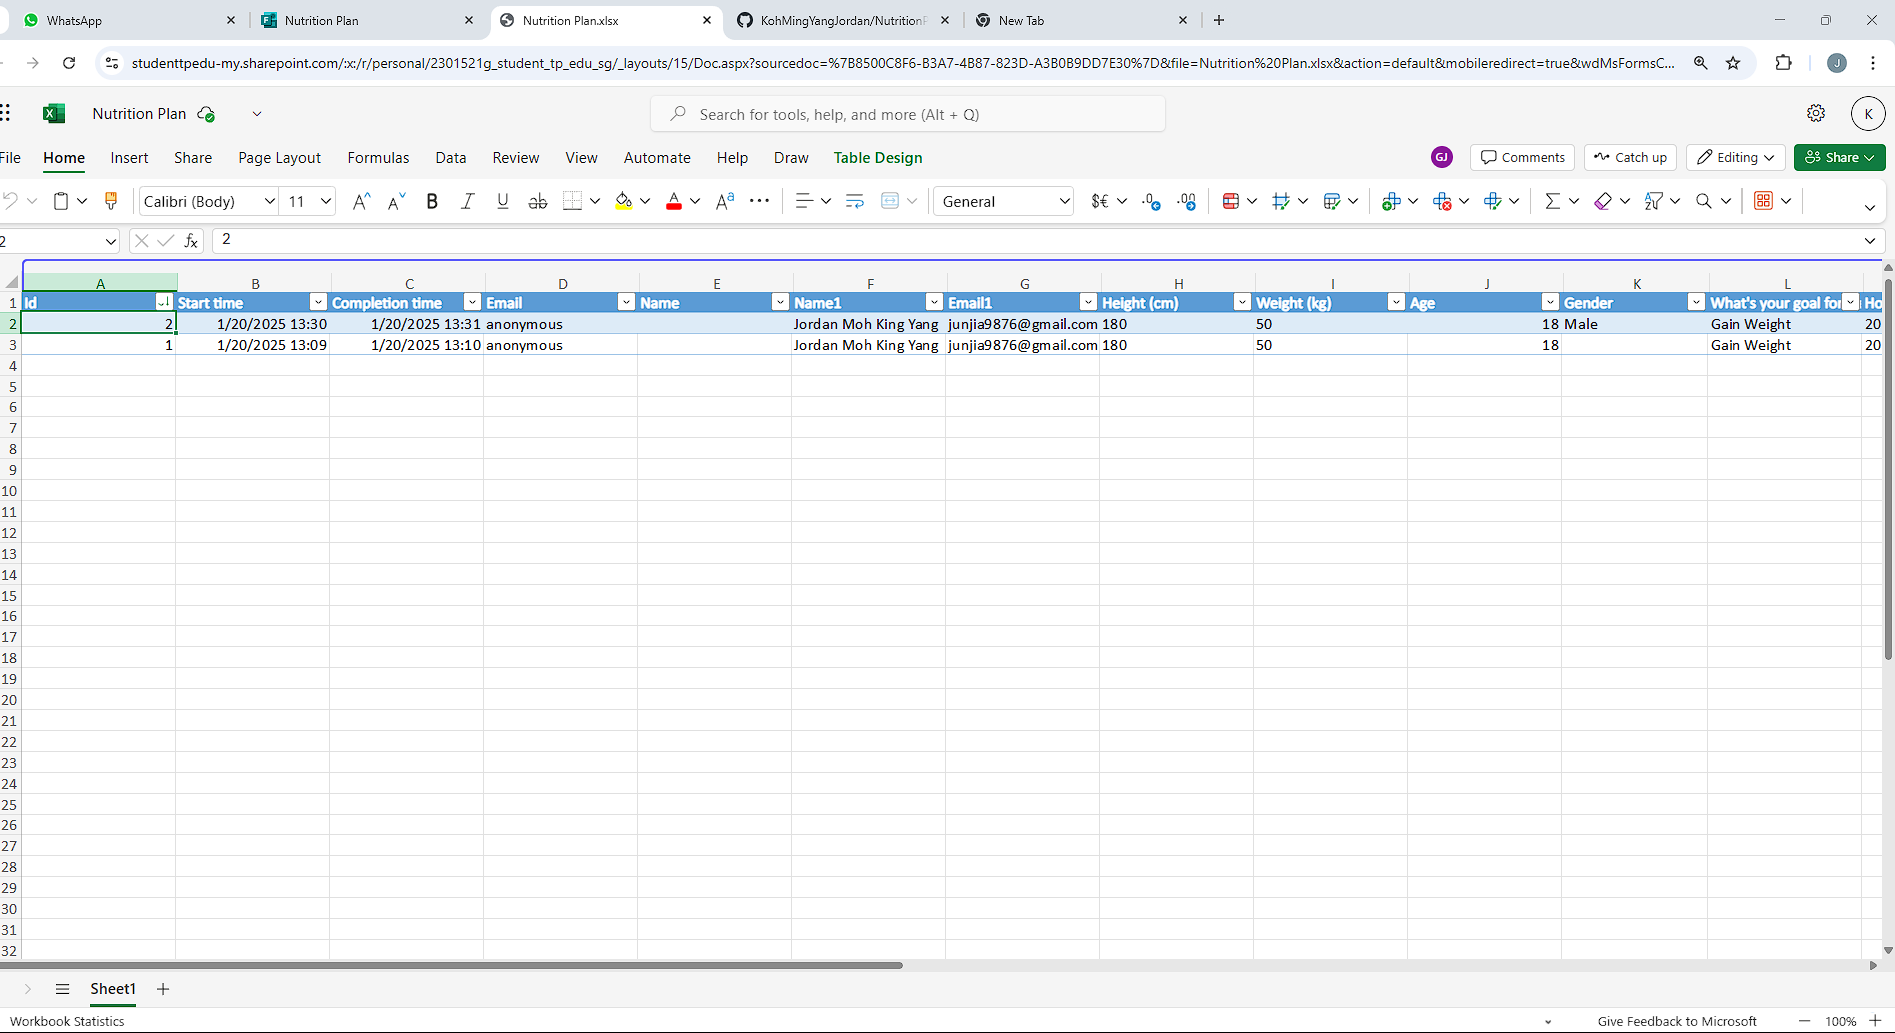 WhatsApp
Nutrition Plan
Nutrition Plan.xlsx
KohMingYangJordan/Nutrition
New Tab
studenttpedu-my.sharepoint.com/:x:/r/personal/2301521g_student_tp_edu_sg/_layouts/15/Doc.aspx?sourcedoc=%7B8500C8F6-B3A7-4B87-823D-A3B0B9DD7E30%7D&file=Nutrition%20Plan.xlsx&action=default&mobileredirect=true&wdMsFormsC...
J
Nutrition Plan
Search for tools, help, and more (Alt + Q)
K
File Home Insert Share Page Layout Formulas Data Review View Automate Help Draw Table Design
GJ Comments Catch up Editing Share
Calibri (Body) 11 General
2
2
A B C D E F G H I J K L
1 Id Start time Completion time Email Name Name1 Email1 Height (cm) Weight (kg) Age Gender What's your goal for Ho
2 2 1/20/2025 13:30 1/20/2025 13:31 anonymous Jordan Moh King Yang junjia9876@gmail.com 180 50 18 Male Gain Weight 20
3 1 1/20/2025 13:09 1/20/2025 13:10 anonymous Jordan Moh King Yang junjia9876@gmail.com 180 50 18 Gain Weight 20
4
5
6
7
8
9
10
11
12
13
14
15
16
17
18
19
20
21
22
23
24
25
26
27
28
29
30
31
32
Sheet1
Workbook Statistics
Give Feedback to Microsoft
100%